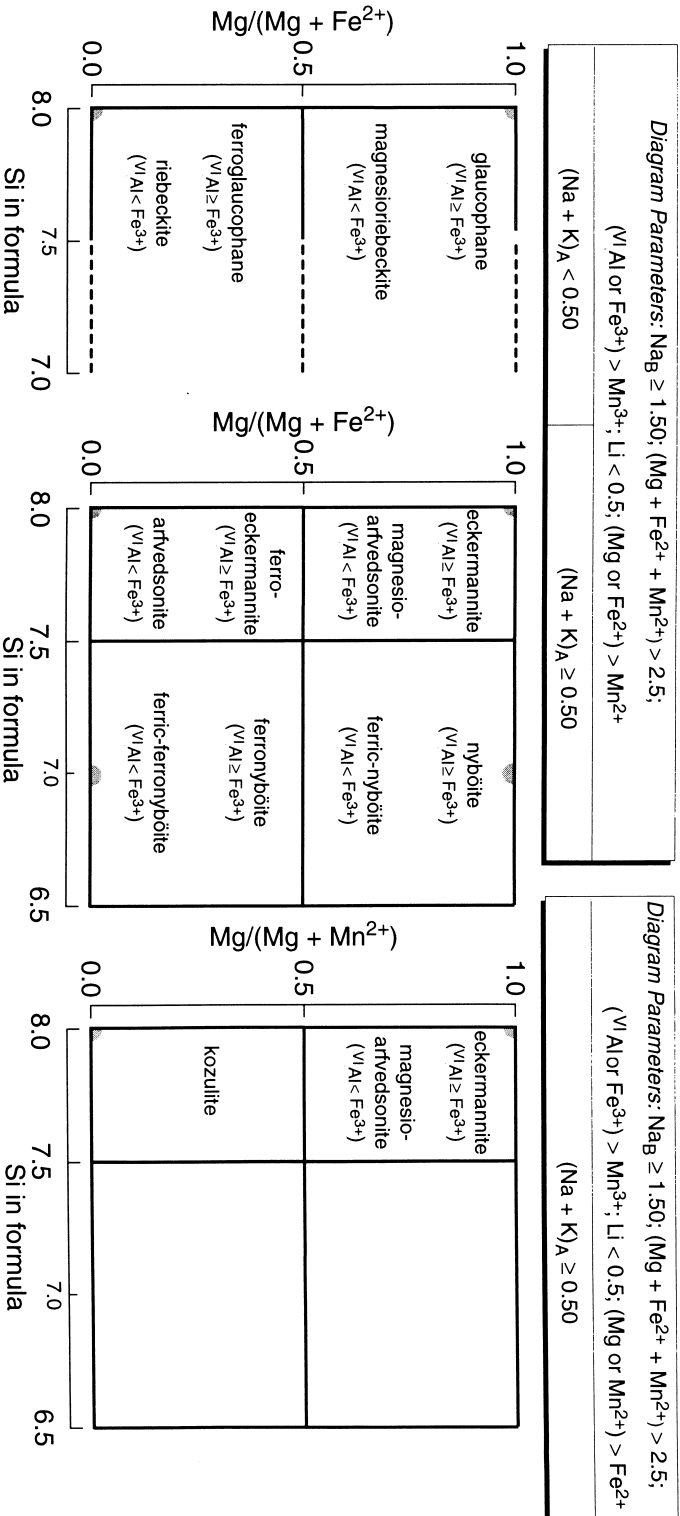 Diagram Parameters: Na_B ≥ 1.50; (Mg + Fe²⁺ + Mn²⁺) > 2.5;
(ⱽᴵAl or Fe³⁺) > Mn³⁺; Li < 0.5; (Mg or Fe²⁺) > Mn²⁺
(Na + K)_A < 0.50
(Na + K)_A ≥ 0.50
Mg/(Mg + Fe²⁺)
1.0
0.5
0.0
glaucophane
(ⱽᴵAl ≥ Fe³⁺)
magnesioriebeckite
(ⱽᴵAl < Fe³⁺)
ferroglaucophane
(ⱽᴵAl ≥ Fe³⁺)
riebeckite
(ⱽᴵAl < Fe³⁺)
8.0
7.5
7.0
Si in formula
Mg/(Mg + Fe²⁺)
1.0
0.5
0.0
eckermannite
(ⱽᴵAl ≥ Fe³⁺)
magnesio-
arfvedsonite
(ⱽᴵAl < Fe³⁺)
ferro-
eckermannite
(ⱽᴵAl ≥ Fe³⁺)
arfvedsonite
(ⱽᴵAl < Fe³⁺)
nyböite
(ⱽᴵAl ≥ Fe³⁺)
ferric-nyböite
(ⱽᴵAl < Fe³⁺)
ferronyböite
(ⱽᴵAl ≥ Fe³⁺)
ferric-ferronyböite
(ⱽᴵAl < Fe³⁺)
8.0
7.5
7.0
6.5
Si in formula
Diagram Parameters: Na_B ≥ 1.50; (Mg + Fe²⁺ + Mn²⁺) > 2.5;
(ⱽᴵAl or Fe³⁺) > Mn³⁺; Li < 0.5; (Mg or Mn²⁺) > Fe²⁺
(Na + K)_A ≥ 0.50
Mg/(Mg + Mn²⁺)
1.0
0.5
0.0
eckermannite
(ⱽᴵAl ≥ Fe³⁺)
magnesio-
arfvedsonite
(ⱽᴵAl < Fe³⁺)
kozulite
8.0
7.5
7.0
6.5
Si in formula